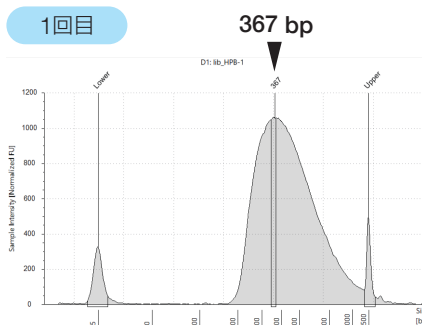 1回目
367 bp
D1: lib_HPB-1
Lower
367
Upper
Sample Intensity [Normalized FU]
1200
1000
800
600
400
200
0